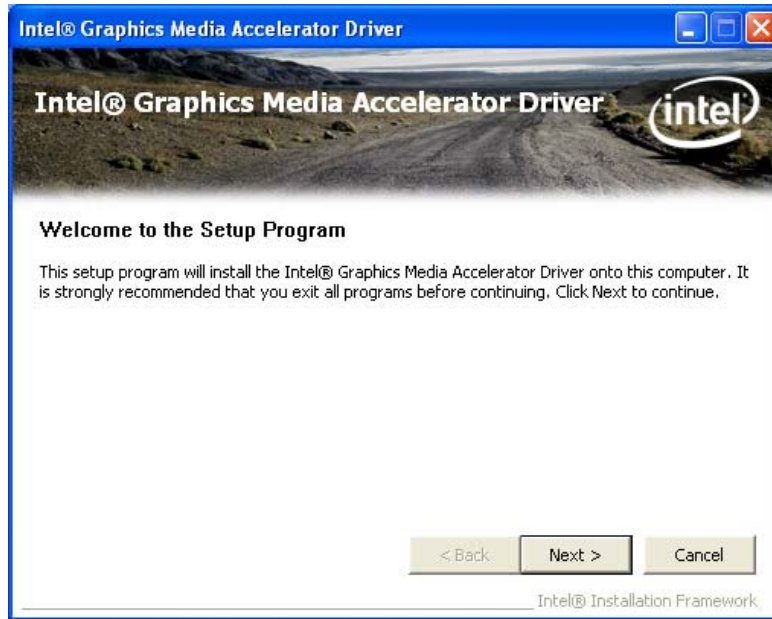 Intel® Graphics Media Accelerator Driver
Intel® Graphics Media Accelerator Driver
intel
Welcome to the Setup Program
This setup program will install the Intel® Graphics Media Accelerator Driver onto this computer. It
is strongly recommended that you exit all programs before continuing. Click Next to continue.
< Back
Next >
Cancel
Intel® Installation Framework